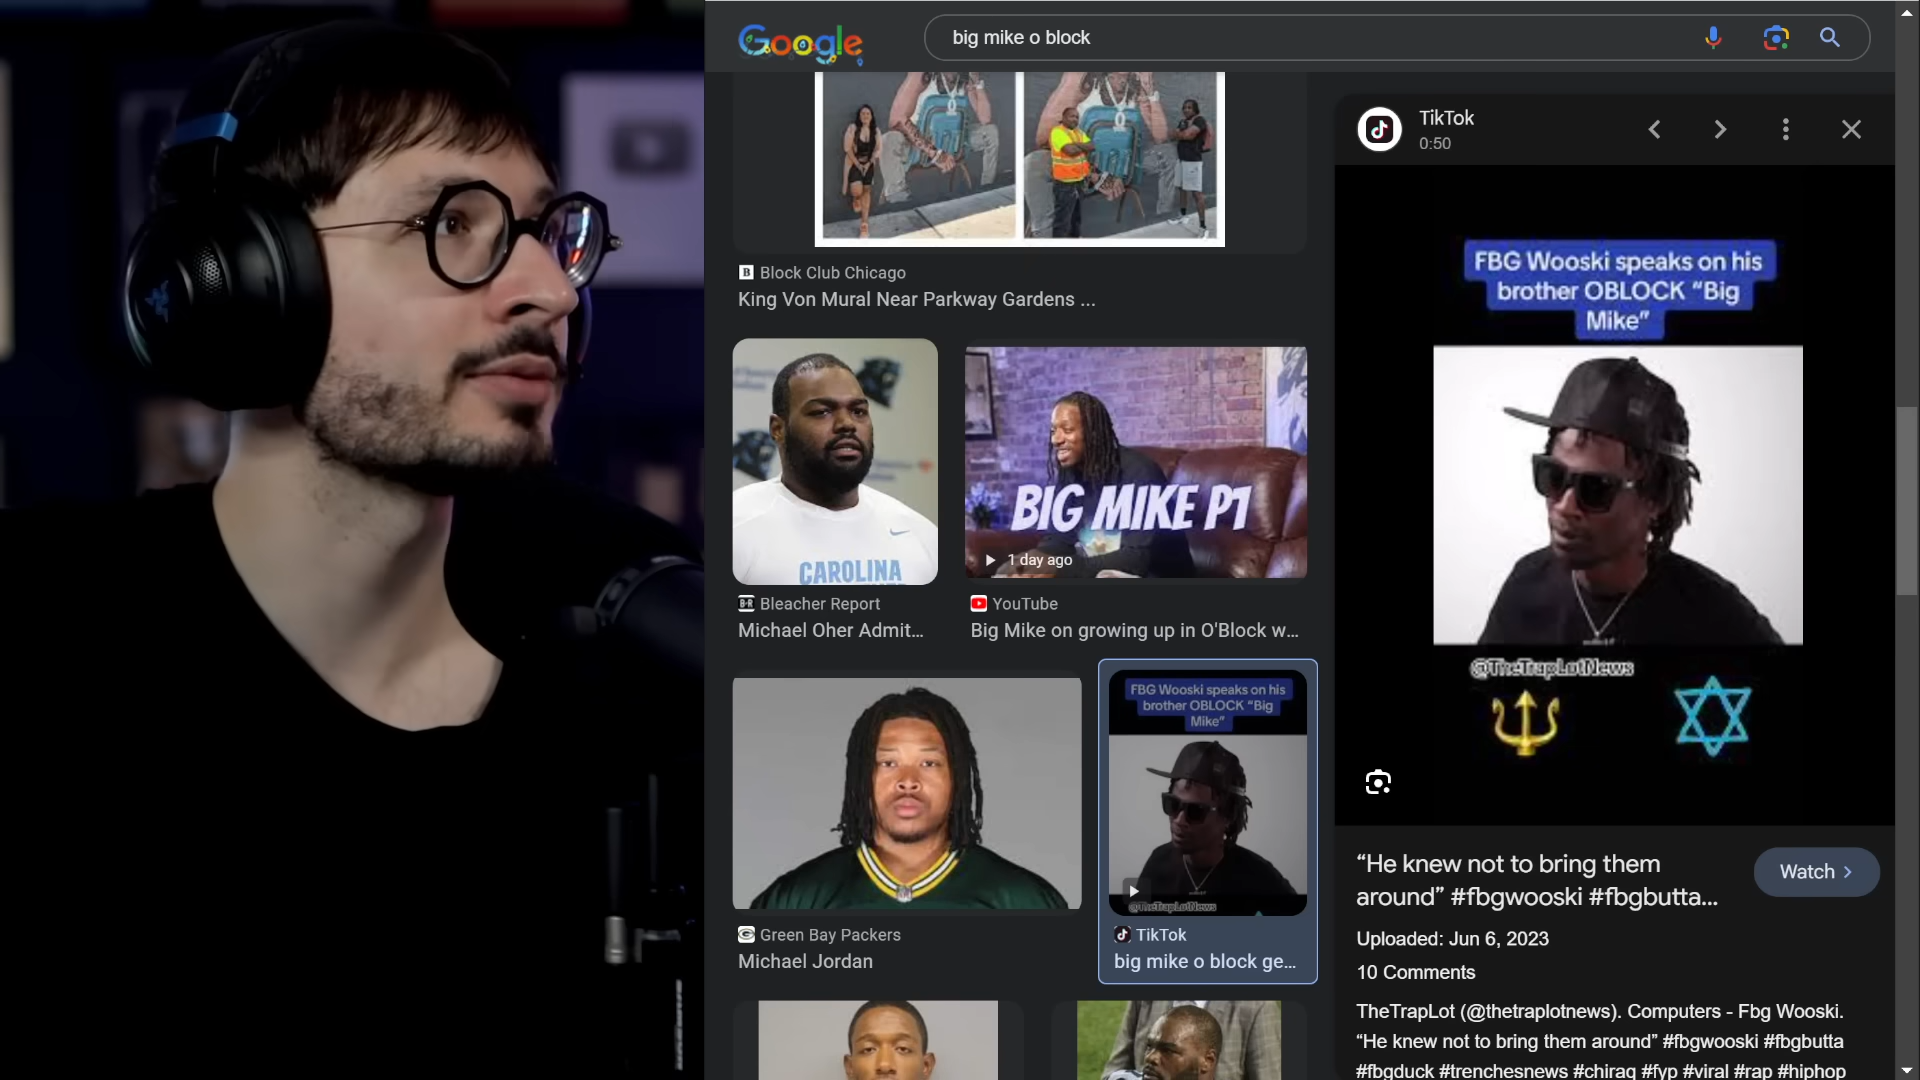 Google
big mike o block
Block Club Chicago
King Von Mural Near Parkway Gardens ...
CAROLINA
Bleacher Report
Michael Oher Admit...
BIG MIKE P1
1 day ago
YouTube
Big Mike on growing up in O'Block w...
Green Bay Packers
Michael Jordan
FBG Wooski speaks on his
brother OBLOCK “Big
Mike”
@TheTrapLotNews
TikTok
big mike o block ge...
TikTok
0:50
FBG Wooski speaks on his
brother OBLOCK “Big
Mike”
@TheTrapLotNews
“He knew not to bring them
around” #fbgwooski #fbgbutta...
Watch
Uploaded: Jun 6, 2023
10 Comments
TheTrapLot (@thetraplotnews). Computers - Fbg Wooski.
“He knew not to bring them around” #fbgwooski #fbgbutta
#fbgduck #trenchesnews #chiraq #fyp #viral #rap #hiphop